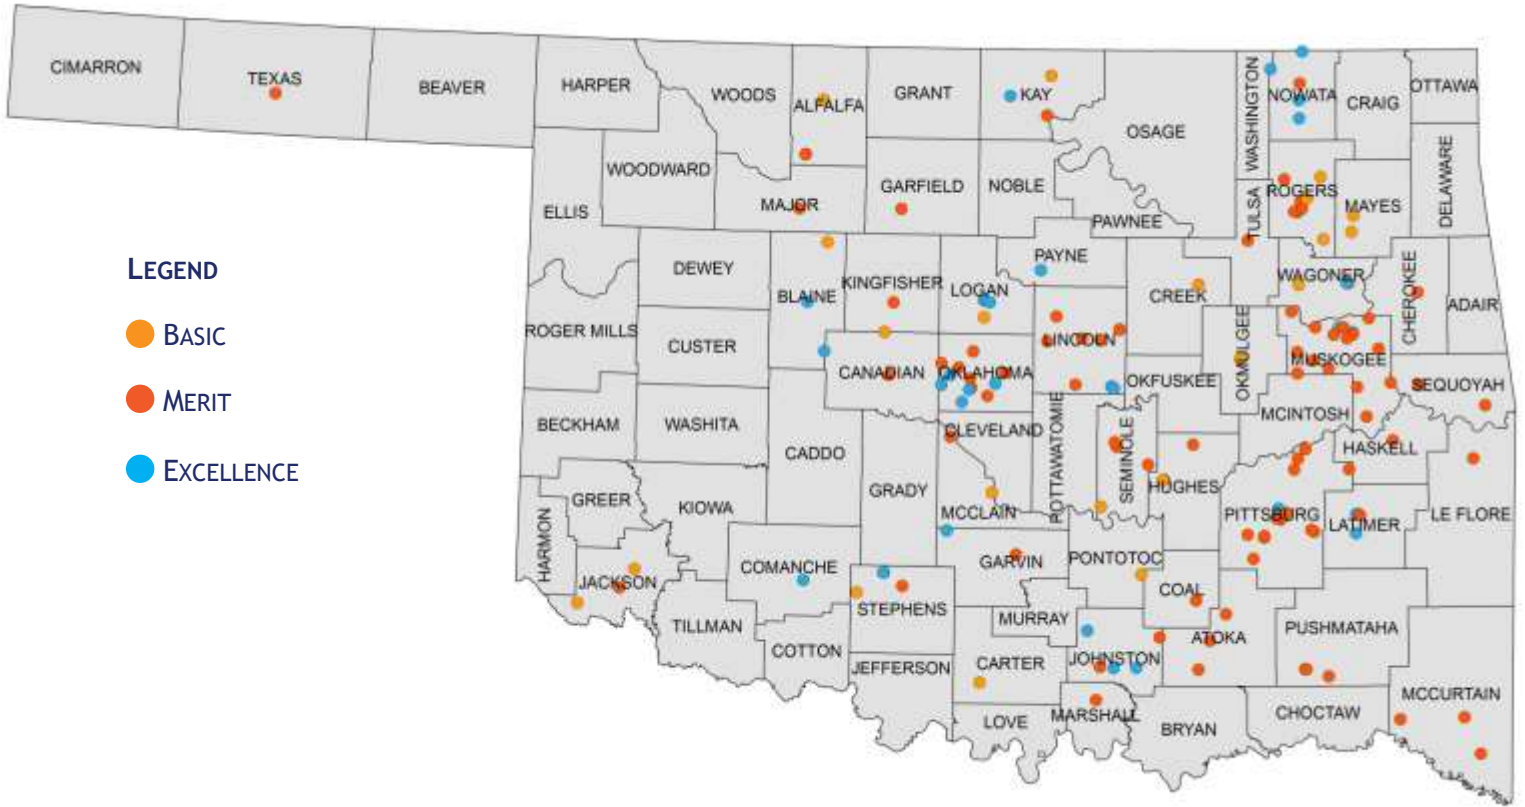 CIMARRON
TEXAS
BEAVER
HARPER
WOODS
ALFALFA
GRANT
KAY
OSAGE
WASHINGTON
NOWATA
CRAIG
OTTAWA
WOODWARD
ELLIS
MAJOR
GARFIELD
NOBLE
PAWNEE
TULSA
ROGERS
MAYES
DELAWARE
LEGEND
BASIC
MERIT
EXCELLENCE
DEWEY
BLAINE
KINGFISHER
LOGAN
PAYNE
CREEK
WAGONER
CHEROKEE
ADAIR
ROGER MILLS
CUSTER
CANADIAN
OKLAHOMA
LINCOLN
OKFUSKEE
OKMULGEE
MUSKOGEE
SEQUOYAH
BECKHAM
WASHITA
CADDO
GRADY
CLEVELAND
POTTAWATOMIE
SEMINOLE
HUGHES
MCINTOSH
HASKELL
GREER
KIOWA
MCCLAIN
PITTSBURG
LATIMER
LE FLORE
HARMON
JACKSON
COMANCHE
GARVIN
PONTOTOC
COAL
TILLMAN
COTTON
STEPHENS
MURRAY
JOHNSTON
ATOKA
PUSHMATAHA
JEFFERSON
CARTER
LOVE
MARSHALL
BRYAN
CHOCTAW
MCCURTAIN